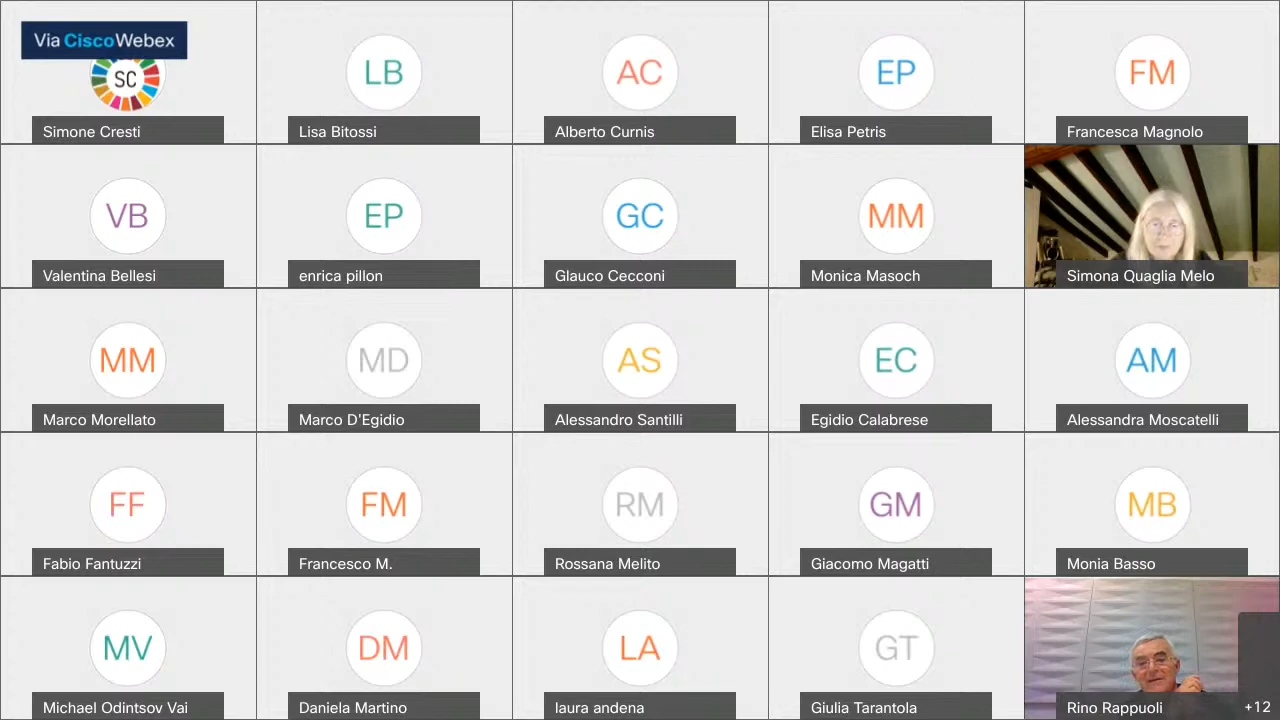 Via CiscoWebex
SC
LB
AC
EP
FM
Simone Cresti
Lisa Bitossi
Alberto Curnis
Elisa Petris
Francesca Magnolo
VB
EP
GC
MM
Valentina Bellesi
enrica pillon
Glauco Cecconi
Monica Masoch
Simona Quaglia Melo
MM
MD
AS
EC
AM
Marco Morellato
Marco D'Egidio
Alessandro Santilli
Egidio Calabrese
Alessandra Moscatelli
FF
FM
RM
GM
MB
Fabio Fantuzzi
Francesco M.
Rossana Melito
Giacomo Magatti
Monia Basso
MV
DM
LA
GT
Michael Odintsov Vai
Daniela Martino
laura andena
Giulia Tarantola
Rino Rappuoli
+12